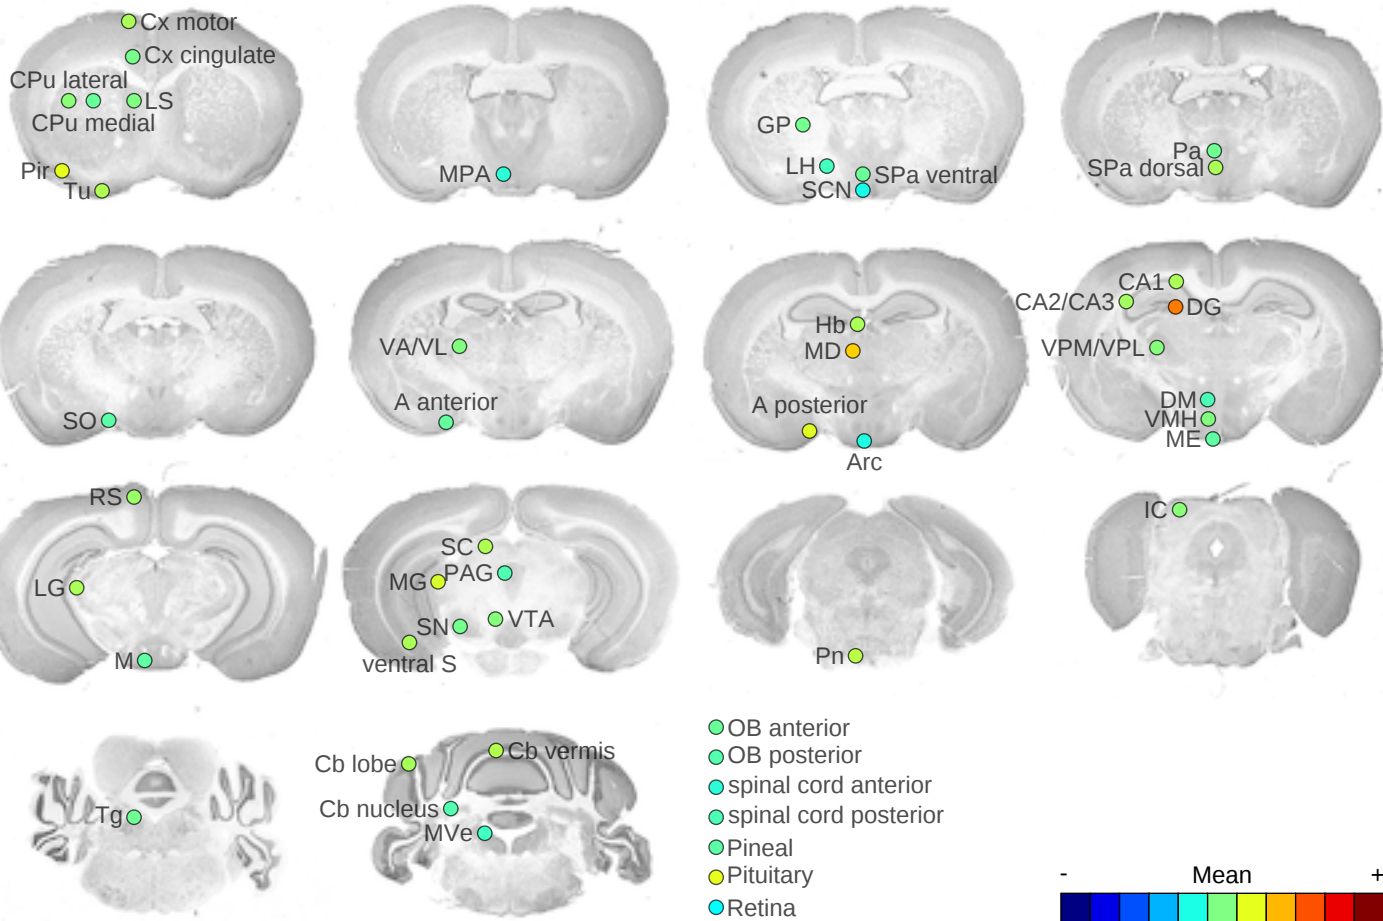 Cx motor
Cx cingulate
CPu lateral
LS
CPu medial
Pir
Tu
MPA
GP
LH
SPa ventral
SCN
Pa
SPa dorsal
SO
VA/VL
A anterior
Hb
MD
A posterior
Arc
CA1
CA2/CA3
DG
VPM/VPL
DM
VMH
ME
RS
LG
M
SC
MG
PAG
SN
VTA
ventral S
Pn
IC
Tg
Cb lobe
Cb vermis
Cb nucleus
MVe
OB anterior
OB posterior
spinal cord anterior
spinal cord posterior
Pineal
Pituitary
Retina
- Mean +